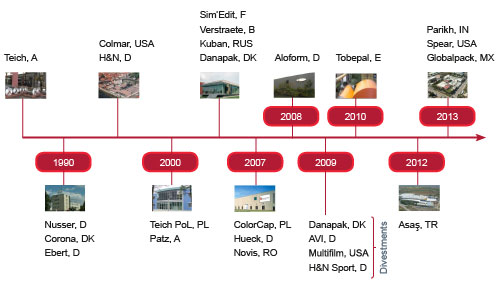 Sim'Edit, F
Verstraete, B
Kuban, RUS
Danapak, DK
Parikh, IN
Spear, USA
Globalpack, MX
Colmar, USA
H&N, D
Teich, A
Aloform, D
Tobepal, E
2008
2010
2013
1990
2000
2007
2009
2012
Nusser, D
Corona, DK
Ebert, D
Teich PoL, PL
Patz, A
ColorCap, PL
Hueck, D
Novis, RO
Danapak, DK
AVI, D
Multifilm, USA
H&N Sport, D
Divestments
Asaş, TR